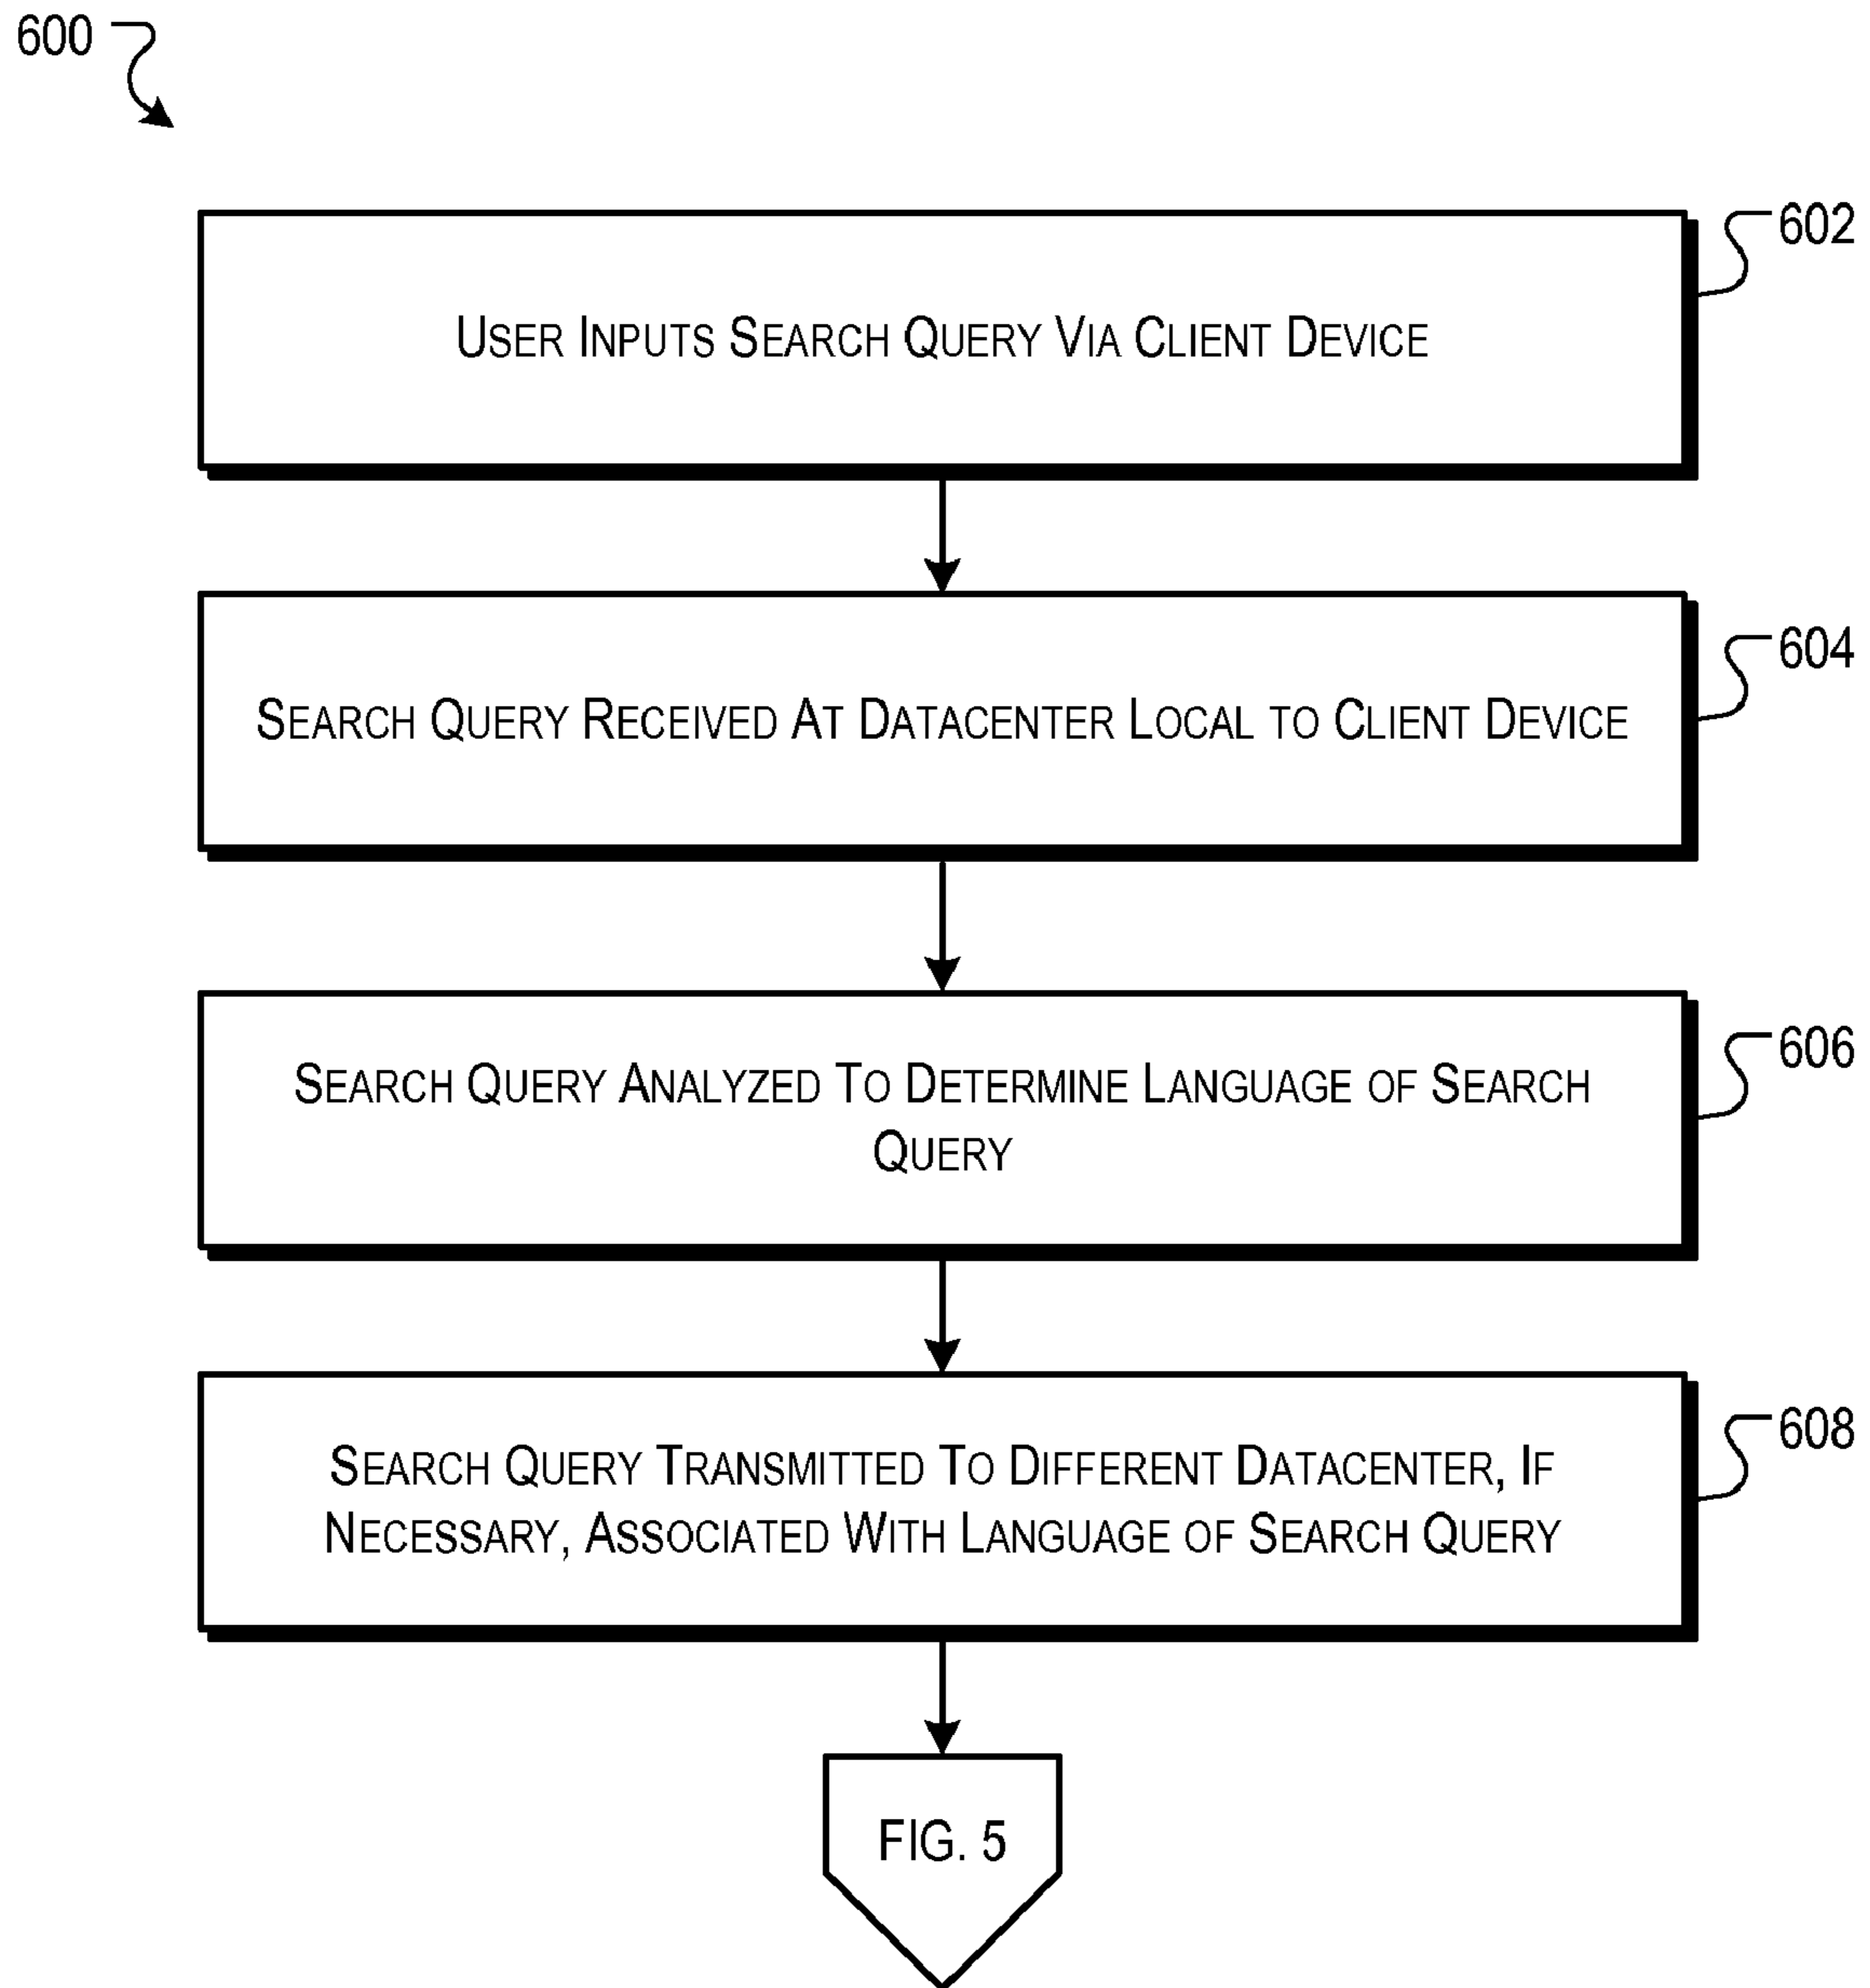 600
602
User Inputs Search Query Via Client Device
604
Search Query Received At Datacenter Local to Client Device
606
Search Query Analyzed To Determine Language of Search
Query
608
Search Query Transmitted To Different Datacenter, If
Necessary, Associated With Language of Search Query
FIG. 5